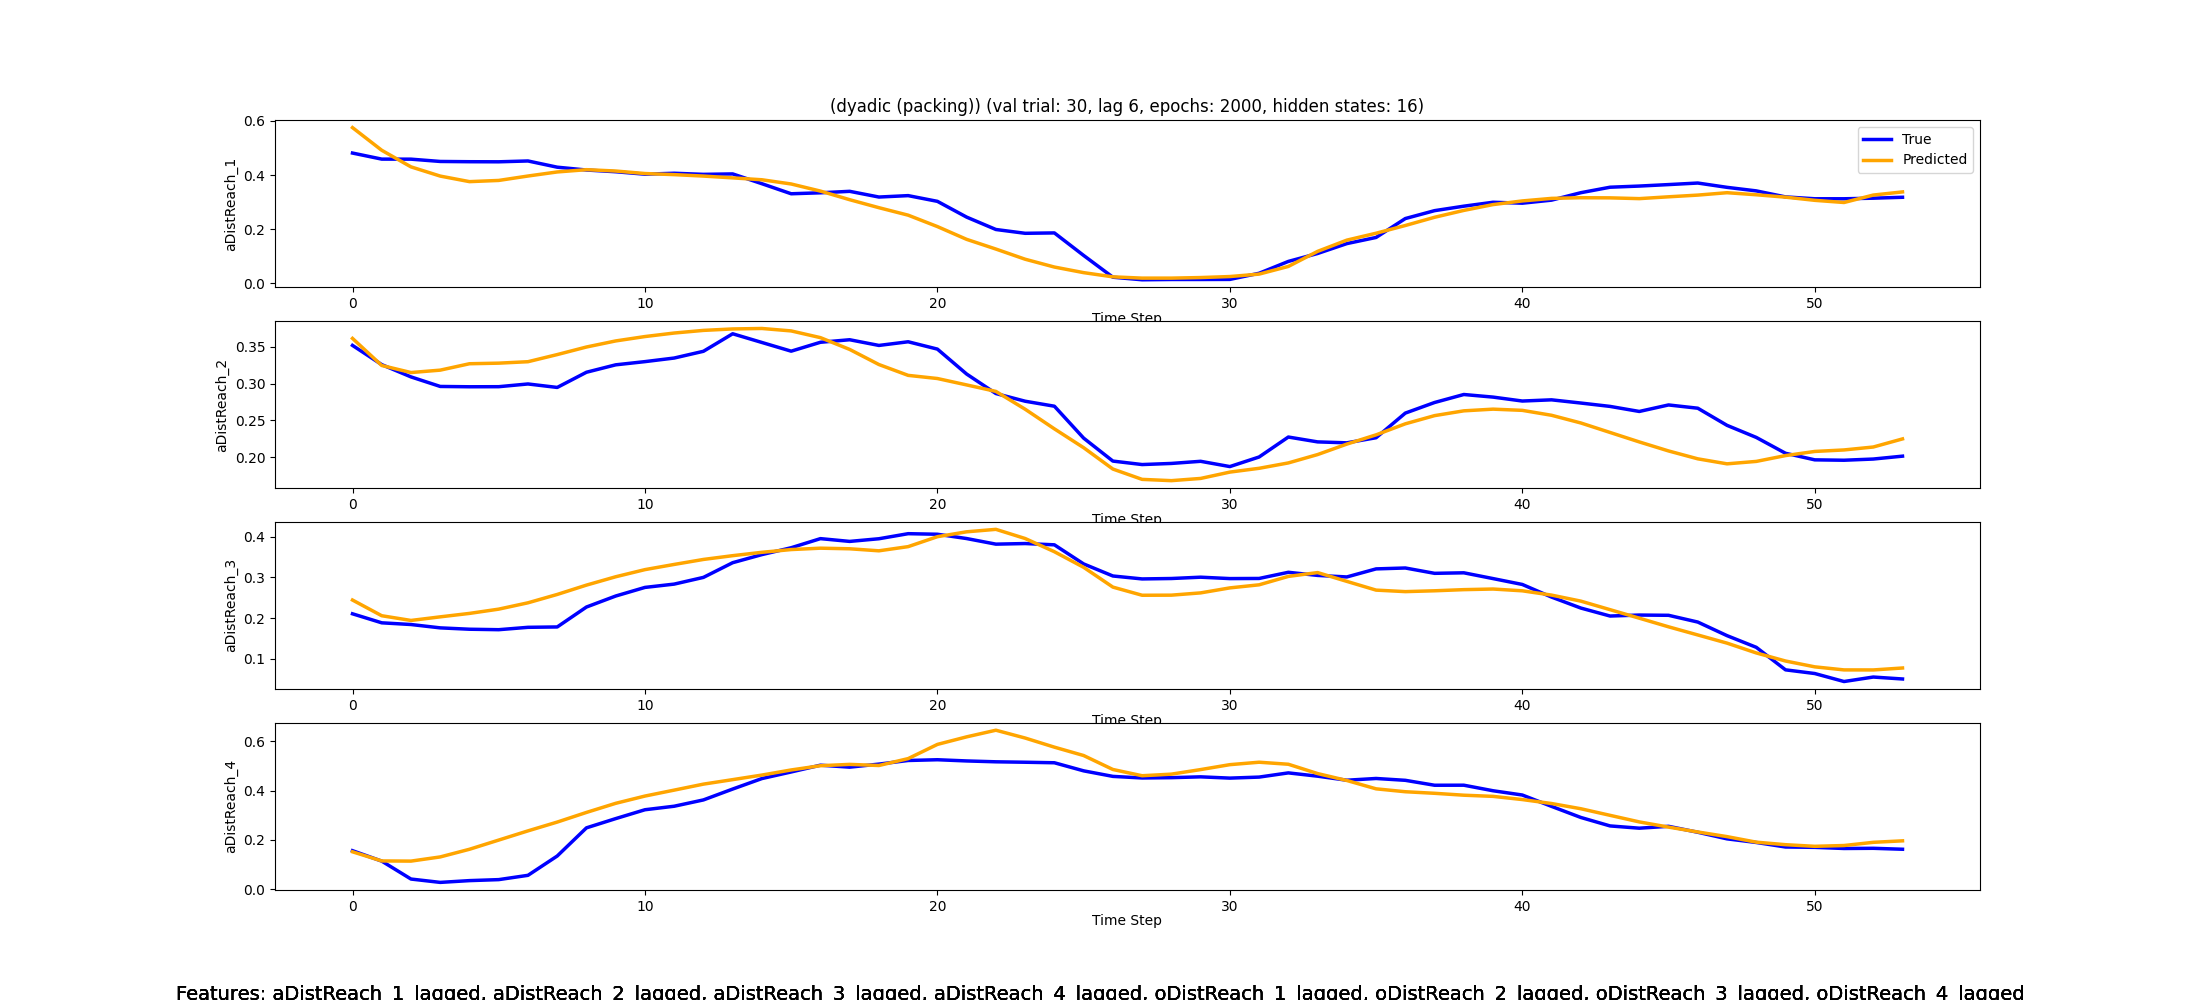 (dyadic (packing)) (val trial: 30, lag 6, epochs: 2000, hidden states: 16)
aDistReach_1
0.6
0.4
0.2
0.0
True
Predicted
0 10 20 30 40 50
Time Step
aDistReach_2
0.35
0.30
0.25
0.20
0 10 20 30 40 50
Time Step
aDistReach_3
0.4
0.3
0.2
0.1
0 10 20 30 40 50
Time Step
aDistReach_4
0.6
0.4
0.2
0.0
0 10 20 30 40 50
Time Step
Features: aDistReach_1_lagged, aDistReach_2_lagged, aDistReach_3_lagged, aDistReach_4_lagged, oDistReach_1_lagged, oDistReach_2_lagged, oDistReach_3_lagged, oDistReach_4_lagged